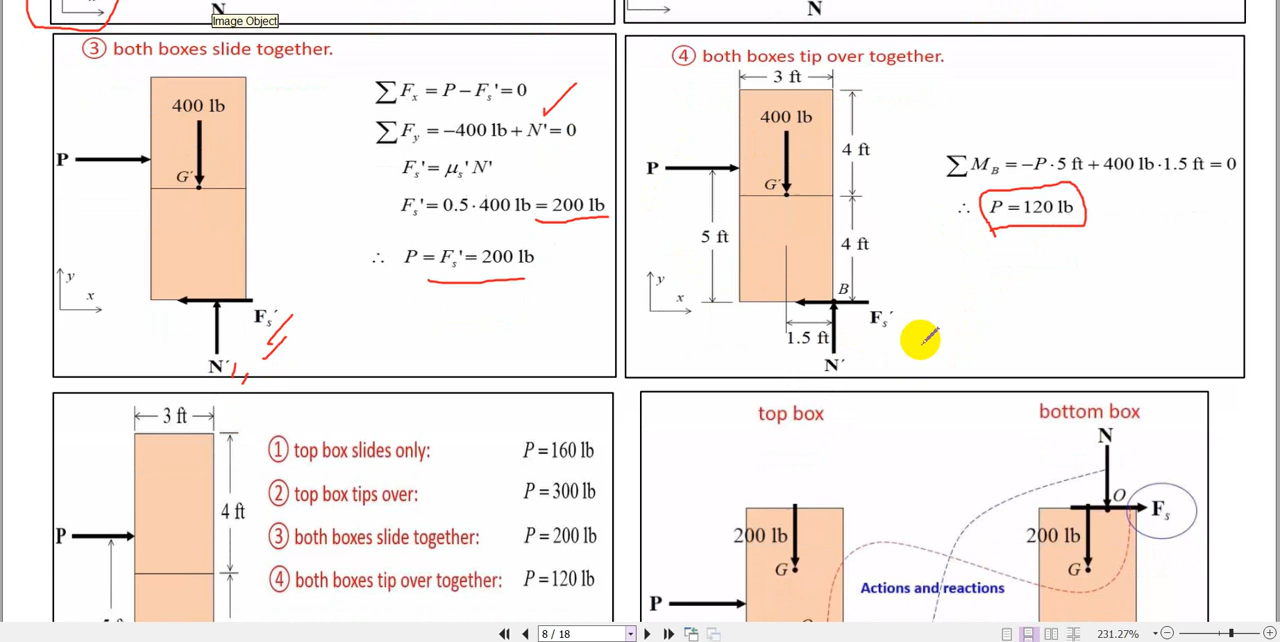 N
Image Object
N
③ both boxes slide together.
400 lb
P
G'
y
x
F_s'
N'
∑ F_x = P − F_s' = 0
∑ F_y = −400 lb + N' = 0
F_s' = μ_s' N'
F_s' = 0.5 · 400 lb = 200 lb
∴ P = F_s' = 200 lb
④ both boxes tip over together.
3 ft
400 lb
4 ft
P
G'
5 ft
4 ft
y
x
B
F_s'
1.5 ft
N'
∑ M_B = −P · 5 ft + 400 lb · 1.5 ft = 0
∴ P = 120 lb
3 ft
4 ft
P
① top box slides only: P = 160 lb
② top box tips over: P = 300 lb
③ both boxes slide together: P = 200 lb
④ both boxes tip over together: P = 120 lb
top box
bottom box
N
O
F_s
200 lb
200 lb
G
G
Actions and reactions
P
8 / 18
231.27%